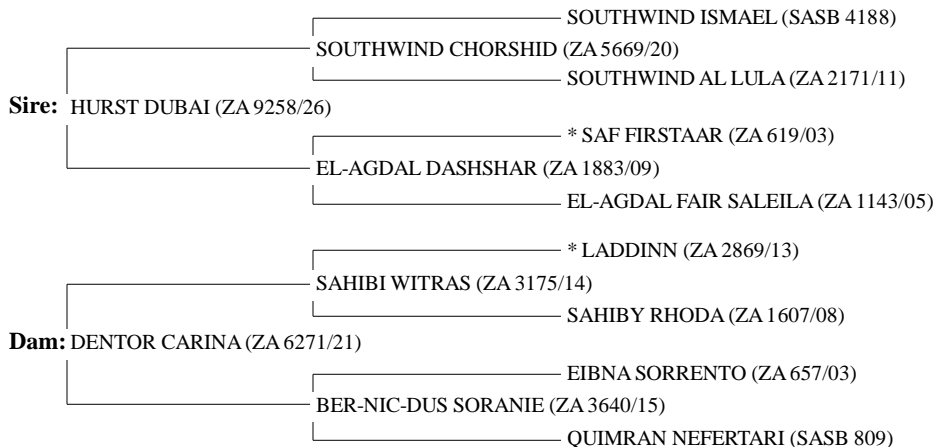 SOUTHWIND ISMAEL (SASB 4188)
SOUTHWIND CHORSHID (ZA 5669/20)
SOUTHWIND AL LULA (ZA 2171/11)
Sire: HURST DUBAI (ZA 9258/26)
* SAF FIRSTAAR (ZA 619/03)
EL-AGDAL DASHSHAR (ZA 1883/09)
EL-AGDAL FAIR SALEILA (ZA 1143/05)
* LADDINN (ZA 2869/13)
SAHIBI WITRAS (ZA 3175/14)
SAHIBY RHODA (ZA 1607/08)
Dam: DENTOR CARINA (ZA 6271/21)
EIBNA SORRENTO (ZA 657/03)
BER-NIC-DUS SORANIE (ZA 3640/15)
QUIMRAN NEFERTARI (SASB 809)